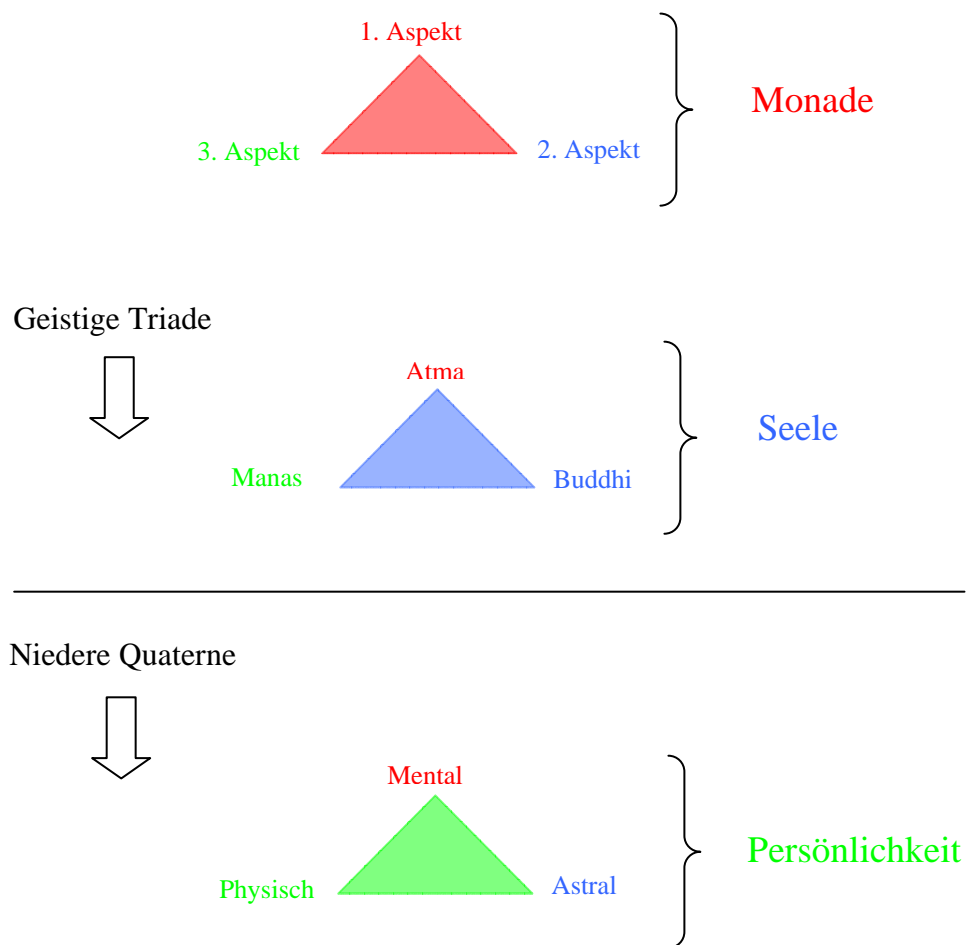 1. Aspekt
Monade
3. Aspekt
2. Aspekt
Geistige Triade
Atma
Seele
Manas
Buddhi
Niedere Quaterne
Mental
Persönlichkeit
Physisch
Astral